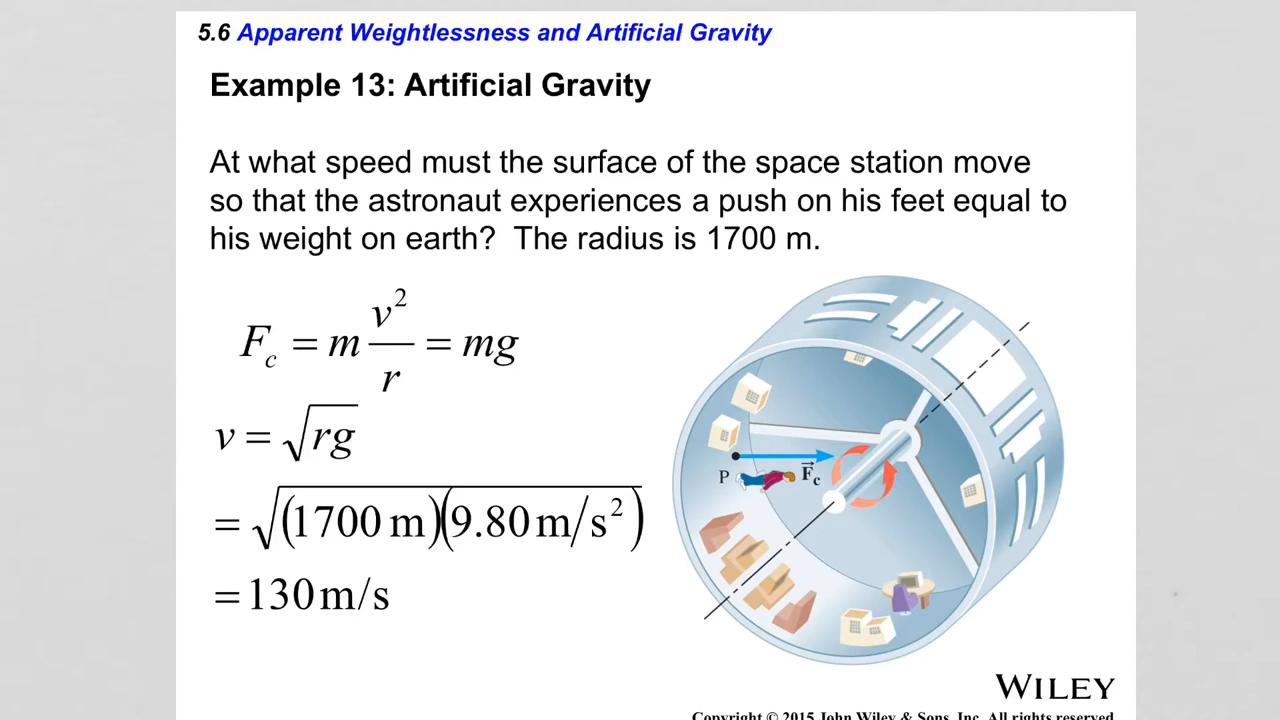 5.6 Apparent Weightlessness and Artificial Gravity
Example 13: Artificial Gravity
At what speed must the surface of the space station move
so that the astronaut experiences a push on his feet equal to
his weight on earth?  The radius is 1700 m.
F_c = m v²/r = mg
v = √rg
= √(1700 m)(9.80 m/s²)
= 130 m/s
P
F⃗_c
WILEY
Copyright © 2015 John Wiley & Sons, Inc. All rights reserved